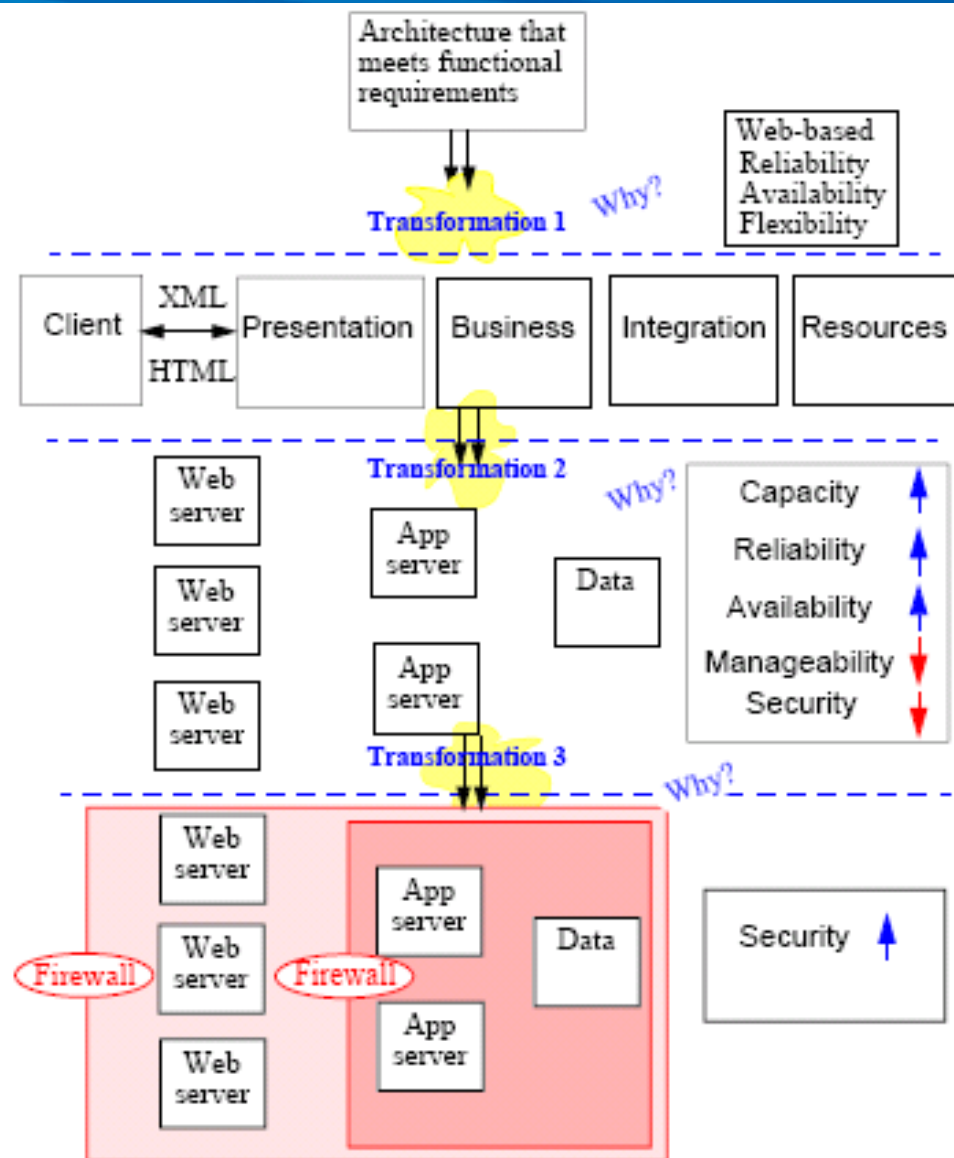 Architecture that
meets functional
requirements
Web-based
Reliability
Availability
Flexibility
Why?
Transformation 1
Client
XML
HTML
Presentation
Business
Integration
Resources
Transformation 2
Why?
Web
server
Web
server
Web
server
App
server
App
server
Data
Capacity
Reliability
Availability
Manageability
Security
Transformation 3
Why?
Web
server
Web
server
Web
server
Firewall
Firewall
App
server
App
server
Data
Security